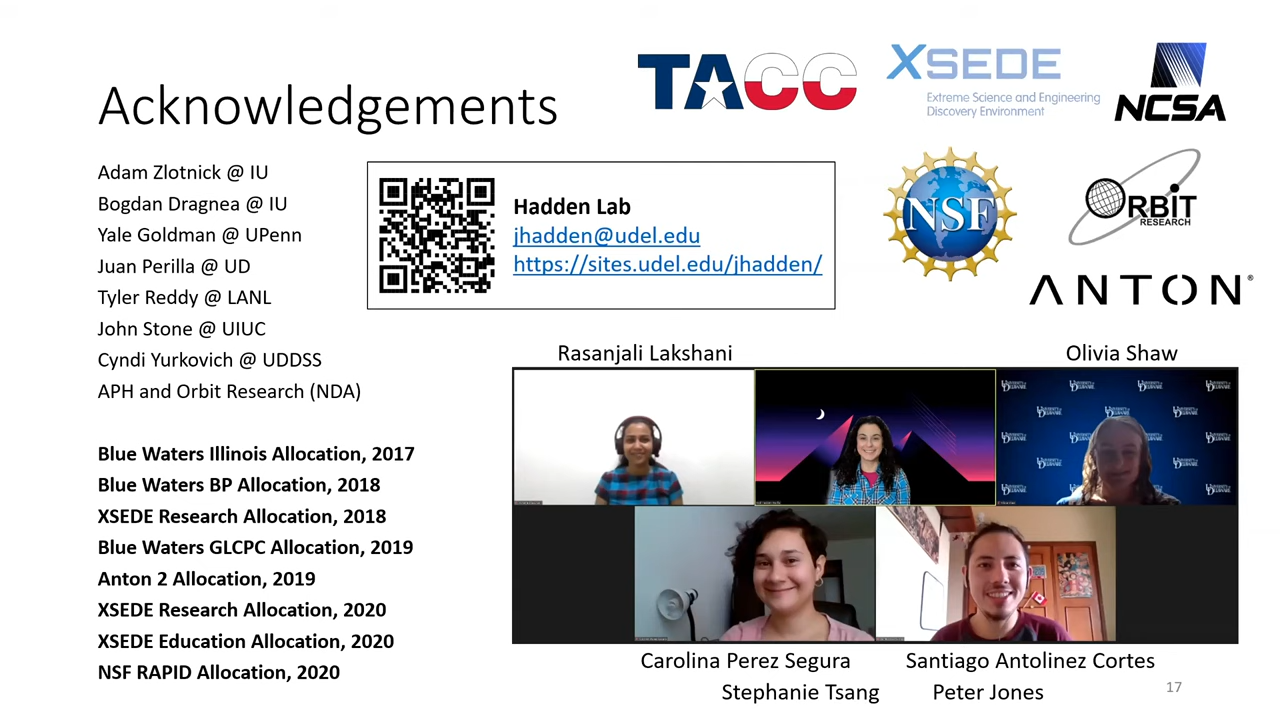 TACC
XSEDE
Extreme Science and Engineering
Discovery Environment
NCSA
Acknowledgements
Adam Zlotnick @ IU
Bogdan Dragnea @ IU
Yale Goldman @ UPenn
Juan Perilla @ UD
Tyler Reddy @ LANL
John Stone @ UIUC
Cyndi Yurkovich @ UDDSS
APH and Orbit Research (NDA)
Hadden Lab
jhadden@udel.edu
https://sites.udel.edu/jhadden/
NSF
ORBIT
RESEARCH
ANTON®
Blue Waters Illinois Allocation, 2017
Blue Waters BP Allocation, 2018
XSEDE Research Allocation, 2018
Blue Waters GLCPC Allocation, 2019
Anton 2 Allocation, 2019
XSEDE Research Allocation, 2020
XSEDE Education Allocation, 2020
NSF RAPID Allocation, 2020
Rasanjali Lakshani
Olivia Shaw
Carolina Perez Segura
Santiago Antolinez Cortes
Stephanie Tsang
Peter Jones
17